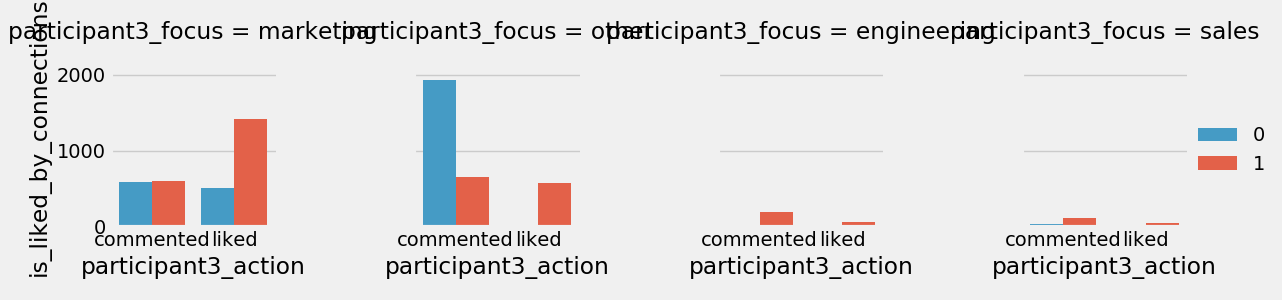 participant3_focus = marketing
participant3_focus = other
participant3_focus = engineering
participant3_focus = sales
is_liked_by_connections
2000
1000
0
commented liked
commented liked
commented liked
commented liked
participant3_action
participant3_action
participant3_action
participant3_action
0
1